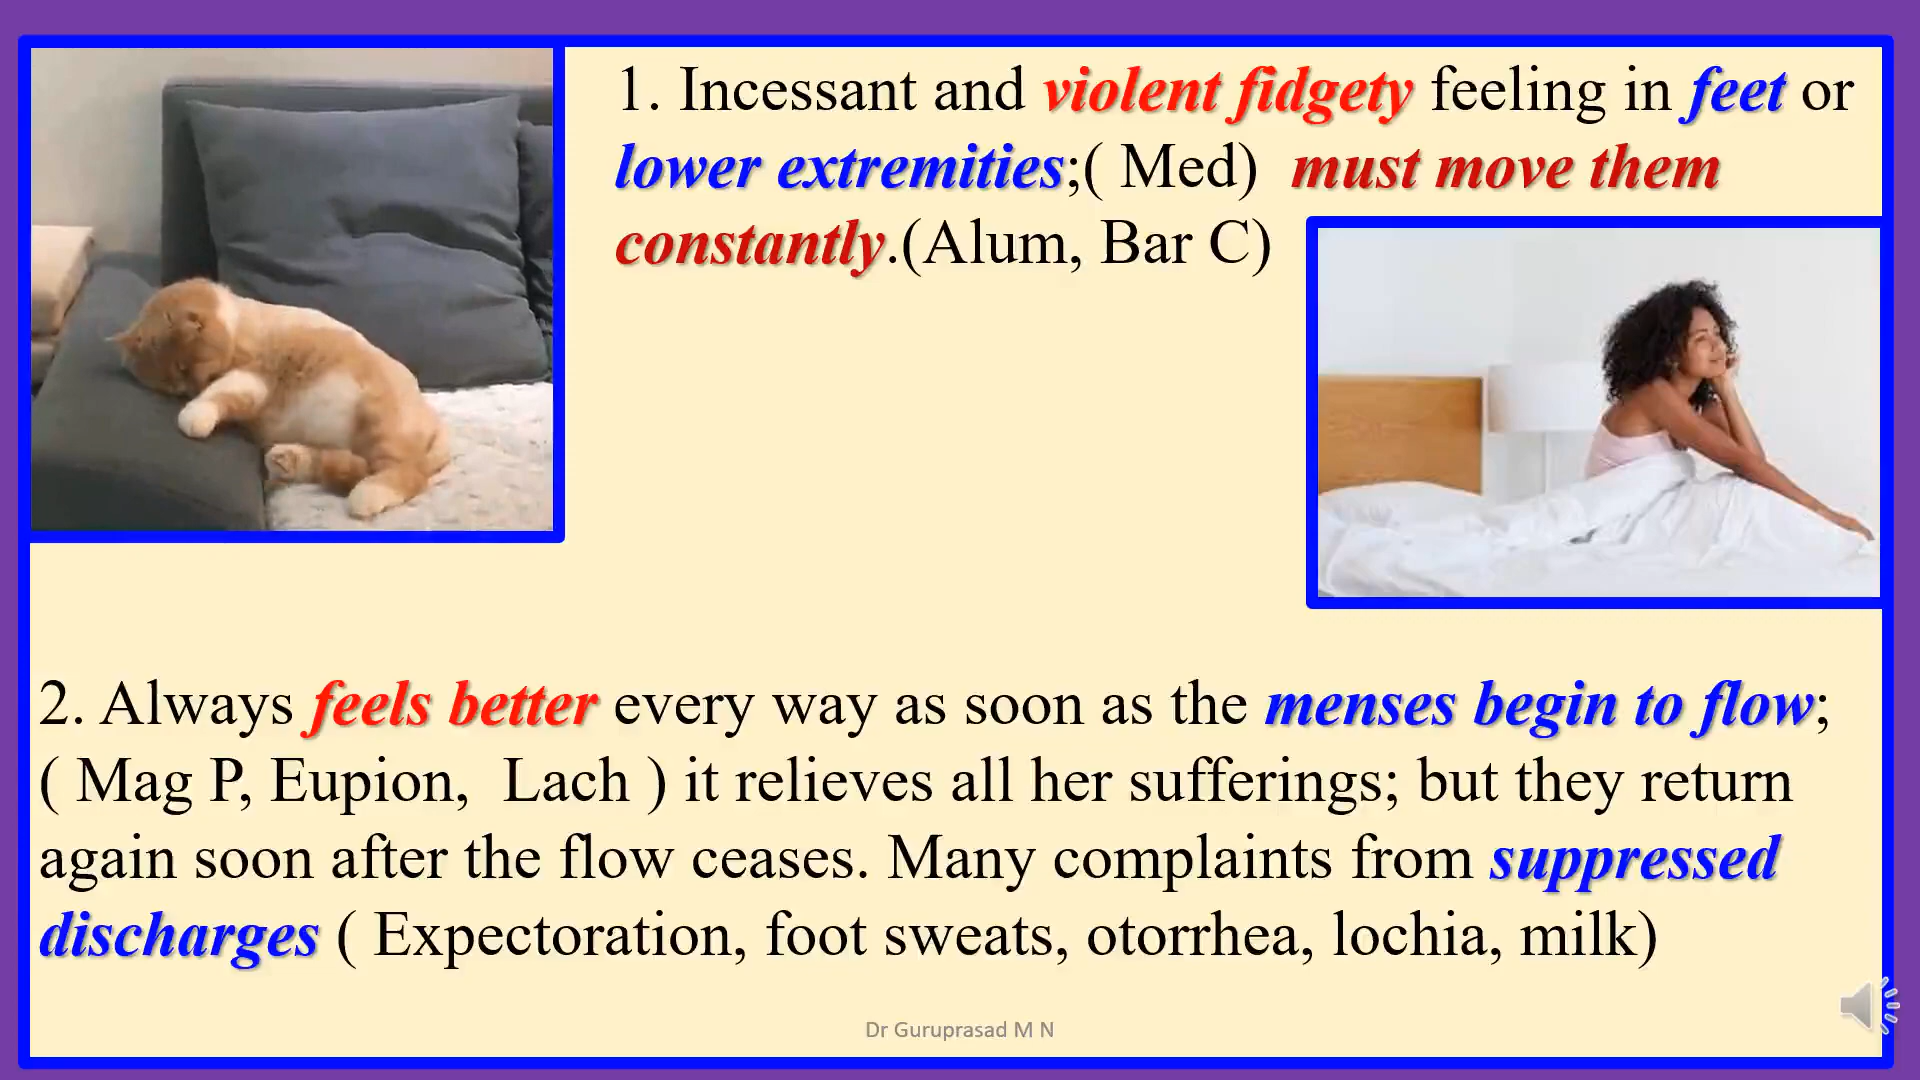 1. Incessant and violent fidgety feeling in feet or
lower extremities;( Med)  must move them
constantly.(Alum, Bar C)
2. Always feels better every way as soon as the menses begin to flow;
( Mag P, Eupion,  Lach ) it relieves all her sufferings; but they return
again soon after the flow ceases. Many complaints from suppressed
discharges ( Expectoration, foot sweats, otorrhea, lochia, milk)
Dr Guruprasad M N